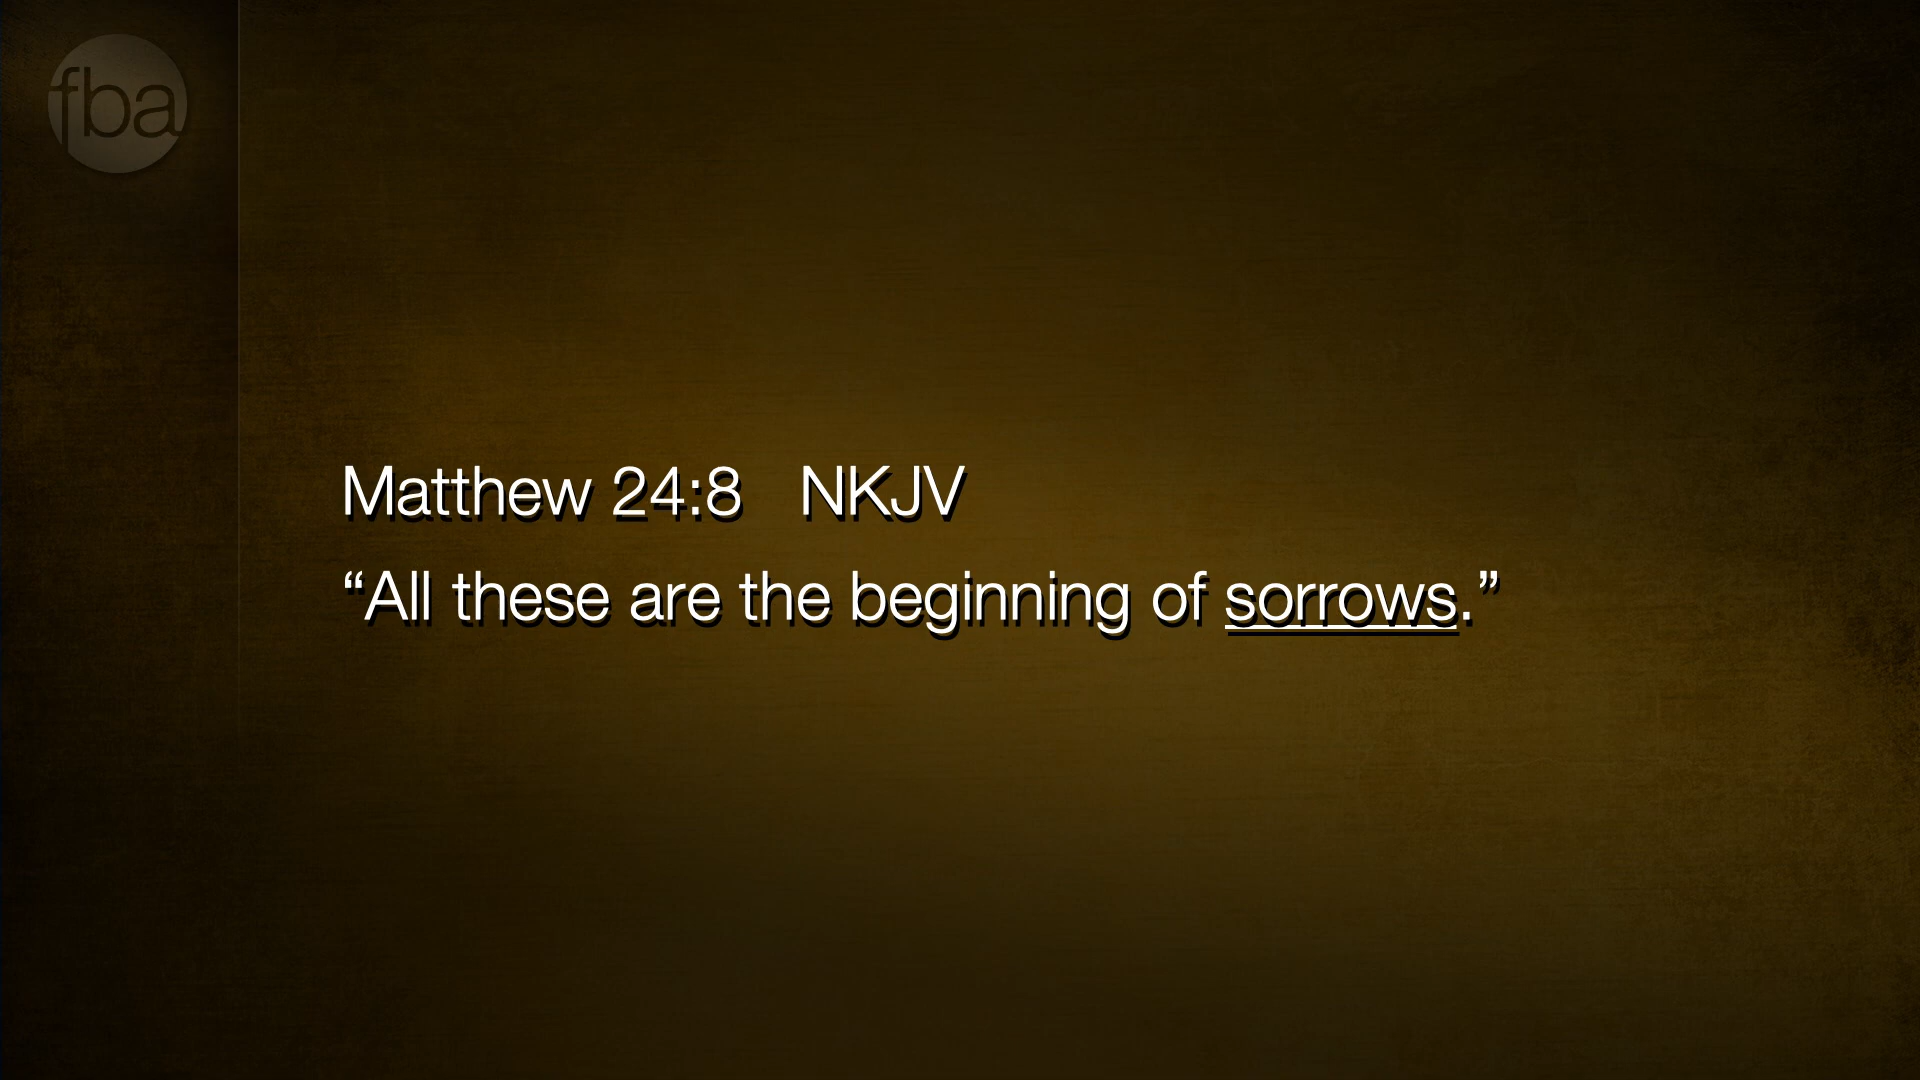 fba
Matthew 24:8 NKJV
“All these are the beginning of sorrows.”